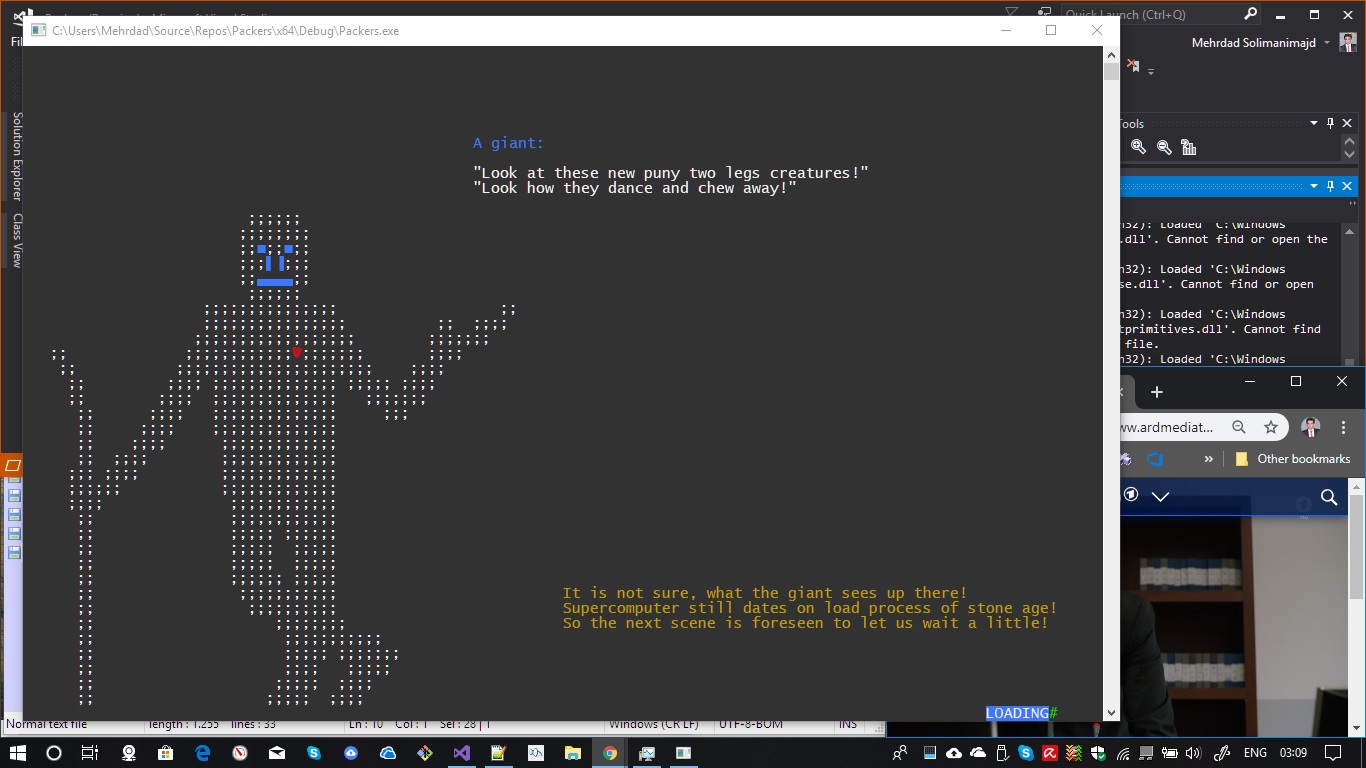 Quick Launch (Ctrl+Q)
C:\Users\Mehrdad\Source\Repos\Packers\x64\Debug\Packers.exe
Mehrdad Solimanimajd
Solution Explorer
Class View
A giant:
"Look at these new puny two legs creatures!"
"Look how they dance and chew away!"
Tools
Loaded 'C:\Windows
.dll'. Cannot find or open the
n32): Loaded 'C:\Windows
se.dll'. Cannot find or open
n32): Loaded 'C:\Windows
tprimitives.dll'. Cannot find
file.
n32): Loaded 'C:\Windows
ww.ardmediat...
Other bookmarks
It is not sure, what the giant sees up there!
Supercomputer still dates on load process of stone age!
So the next scene is foreseen to let us wait a little!
LOADING#
Normal text file length : 1.255 lines : 33 Ln : 10 Col : 1 Sel : 28 | 1 Windows (CR LF) UTF-8-BOM INS
ENG 03:09